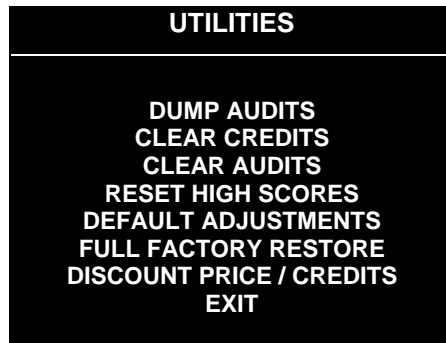 UTILITIES
DUMP AUDITS
CLEAR CREDITS
CLEAR AUDITS
RESET HIGH SCORES
DEFAULT ADJUSTMENTS
FULL FACTORY RESTORE
DISCOUNT PRICE / CREDITS
EXIT